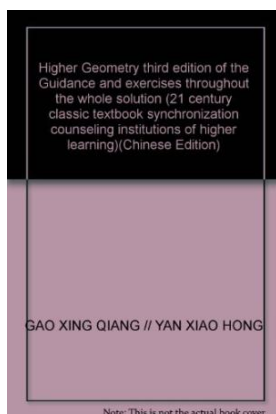 Higher Geometry third edition of the
Guidance and exercises throughout
the whole solution (21 century
classic textbook synchronization
counseling institutions of higher
learning)(Chinese Edition)
GAO XING QIANG // YAN XIAO HONG
Note: This is not the actual book cover